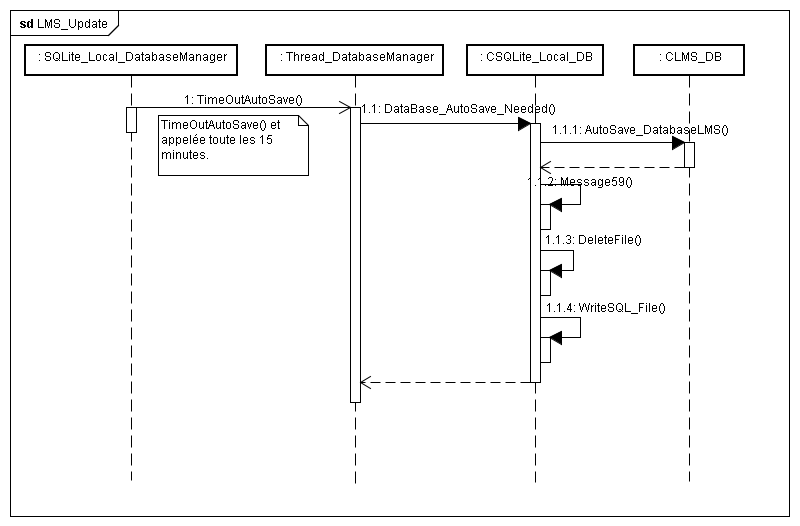 sd LMS_Update
: SQLite_Local_DatabaseManager
: Thread_DatabaseManager
: CSQLite_Local_DB
: CLMS_DB
1: TimeOutAutoSave()
1.1: DataBase_AutoSave_Needed()
TimeOutAutoSave() et
appelée toute les 15
minutes.
1.1.1: AutoSave_DatabaseLMS()
1.1.2: Message59()
1.1.3: DeleteFile()
1.1.4: WriteSQL_File()